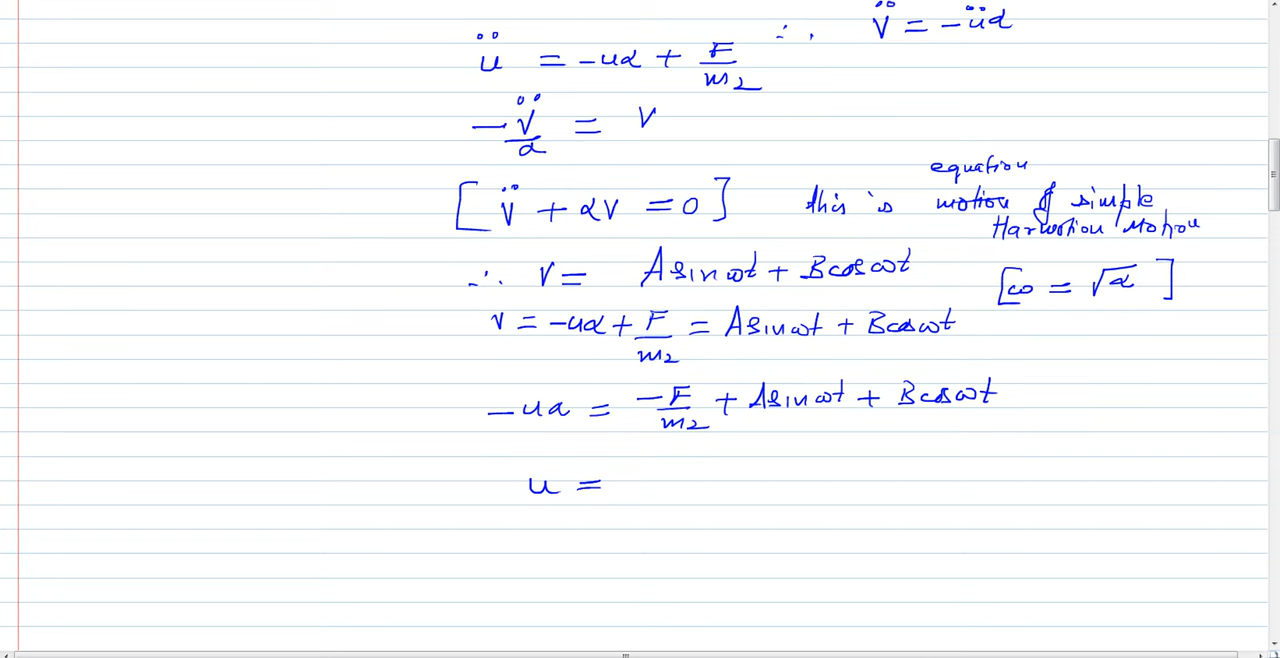 ∴ v̈ = -üα
ü = -uα + F/m₂
-v̈/α = v
[ v̈ + αv = 0 ] this is equation motion of simple
Harmotion Motion
∴ v = A sin ωt + B cos ωt [ω = √α ]
v = -uα + F/m₂ = A sin ωt + B cos ωt
-uα = -F/m₂ + A sin ωt + B cos ωt
u =